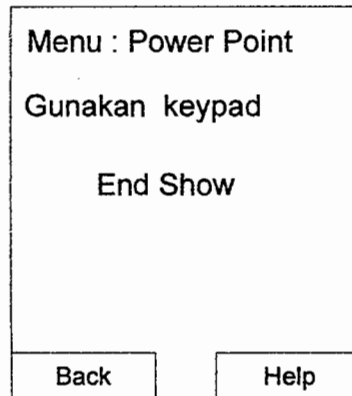 Menu : Power Point
Gunakan keypad
End Show
Back
Help